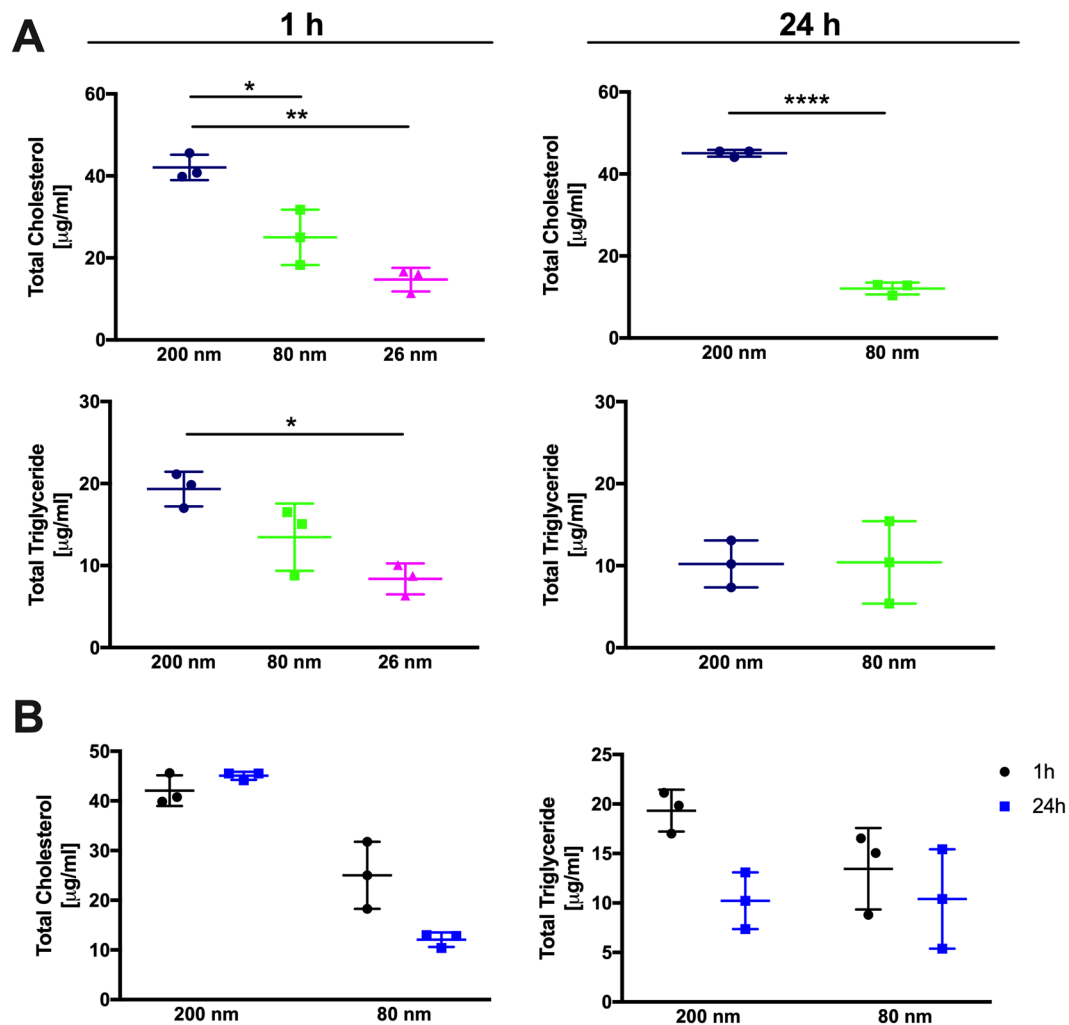 A
1 h
24 h
Total Cholesterol
[µg/ml]
60
40
20
0
*
**
200 nm 80 nm 26 nm
Total Cholesterol
[µg/ml]
60
40
20
0
****
200 nm 80 nm
Total Triglyceride
[µg/ml]
30
20
10
0
*
200 nm 80 nm 26 nm
Total Triglyceride
[µg/ml]
30
20
10
0
200 nm 80 nm
B
Total Cholesterol
[µg/ml]
50
40
30
20
10
0
200 nm 80 nm
Total Triglyceride
[µg/ml]
25
20
15
10
5
0
200 nm 80 nm
1h
24h